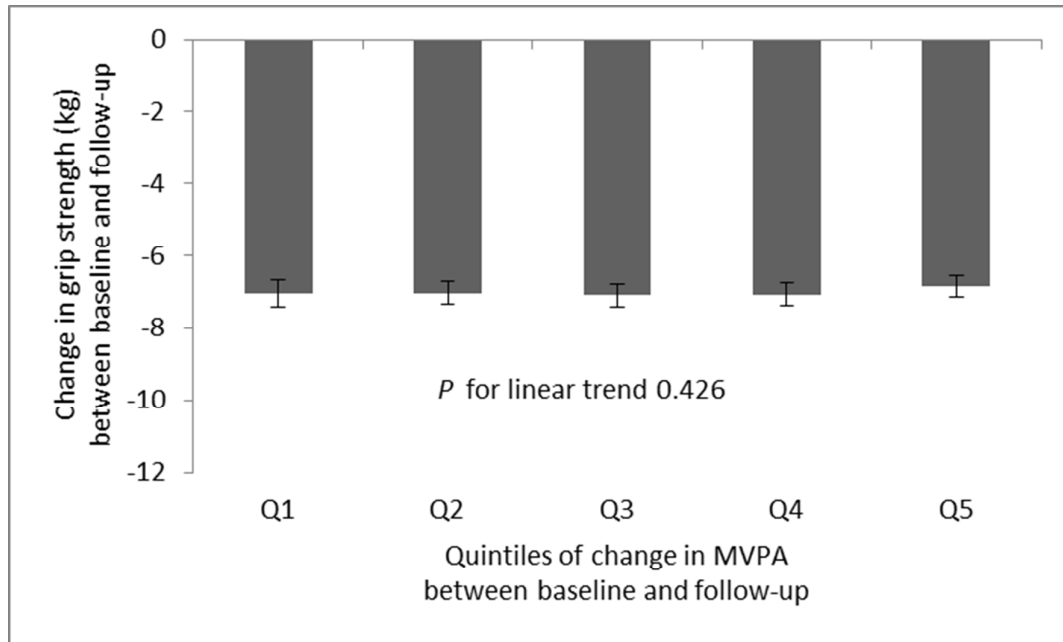 Change in grip strength (kg)
between baseline and follow-up
0
-2
-4
-6
-8
-10
-12
P for linear trend 0.426
Q1 Q2 Q3 Q4 Q5
Quintiles of change in MVPA
between baseline and follow-up